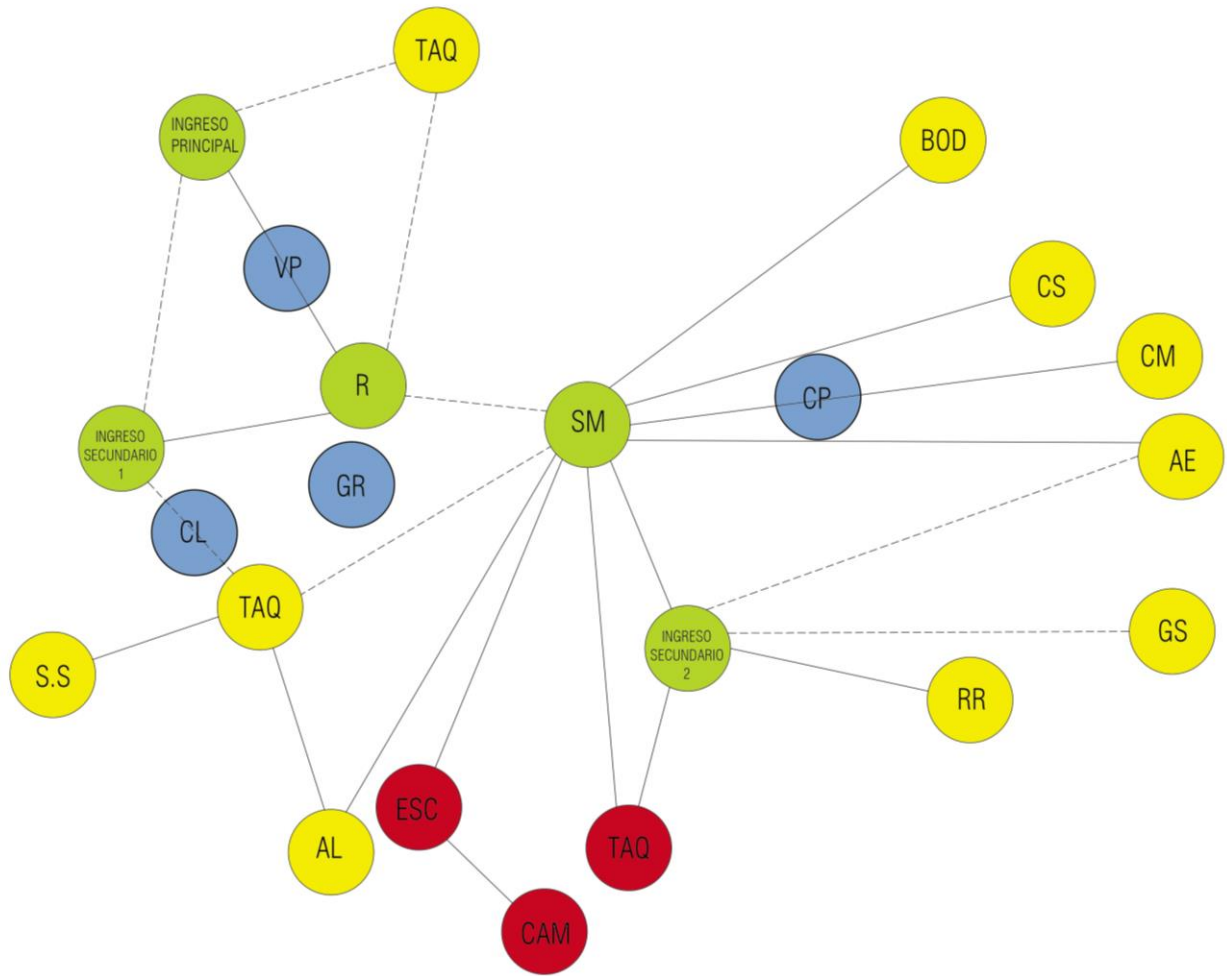 TAQ
INGRESO
PRINCIPAL
BOD
VP
CS
CM
R
CP
SM
INGRESO
SECUNDARIO
1
AE
GR
CL
TAQ
GS
INGRESO
SECUNDARIO
2
S.S
RR
ESC
AL
TAQ
CAM